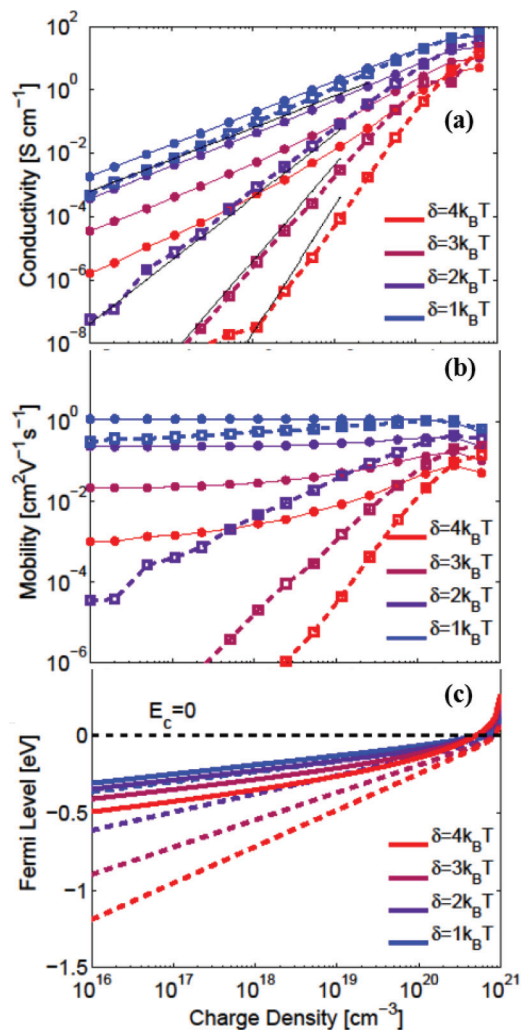 10^2
10^0
10^-2
10^-4
10^-6
10^-8
Conductivity [S cm^-1]
(a)
δ=4k_BT
δ=3k_BT
δ=2k_BT
δ=1k_BT
(b)
10^0
10^-2
10^-4
10^-6
Mobility [cm^2V^-1s^-1]
δ=4k_BT
δ=3k_BT
δ=2k_BT
δ=1k_BT
(c)
E_c=0
0
−0.5
−1
−1.5
Fermi Level [eV]
δ=4k_BT
δ=3k_BT
δ=2k_BT
δ=1k_BT
10^16 10^17 10^18 10^19 10^20 10^21
Charge Density [cm^-3]